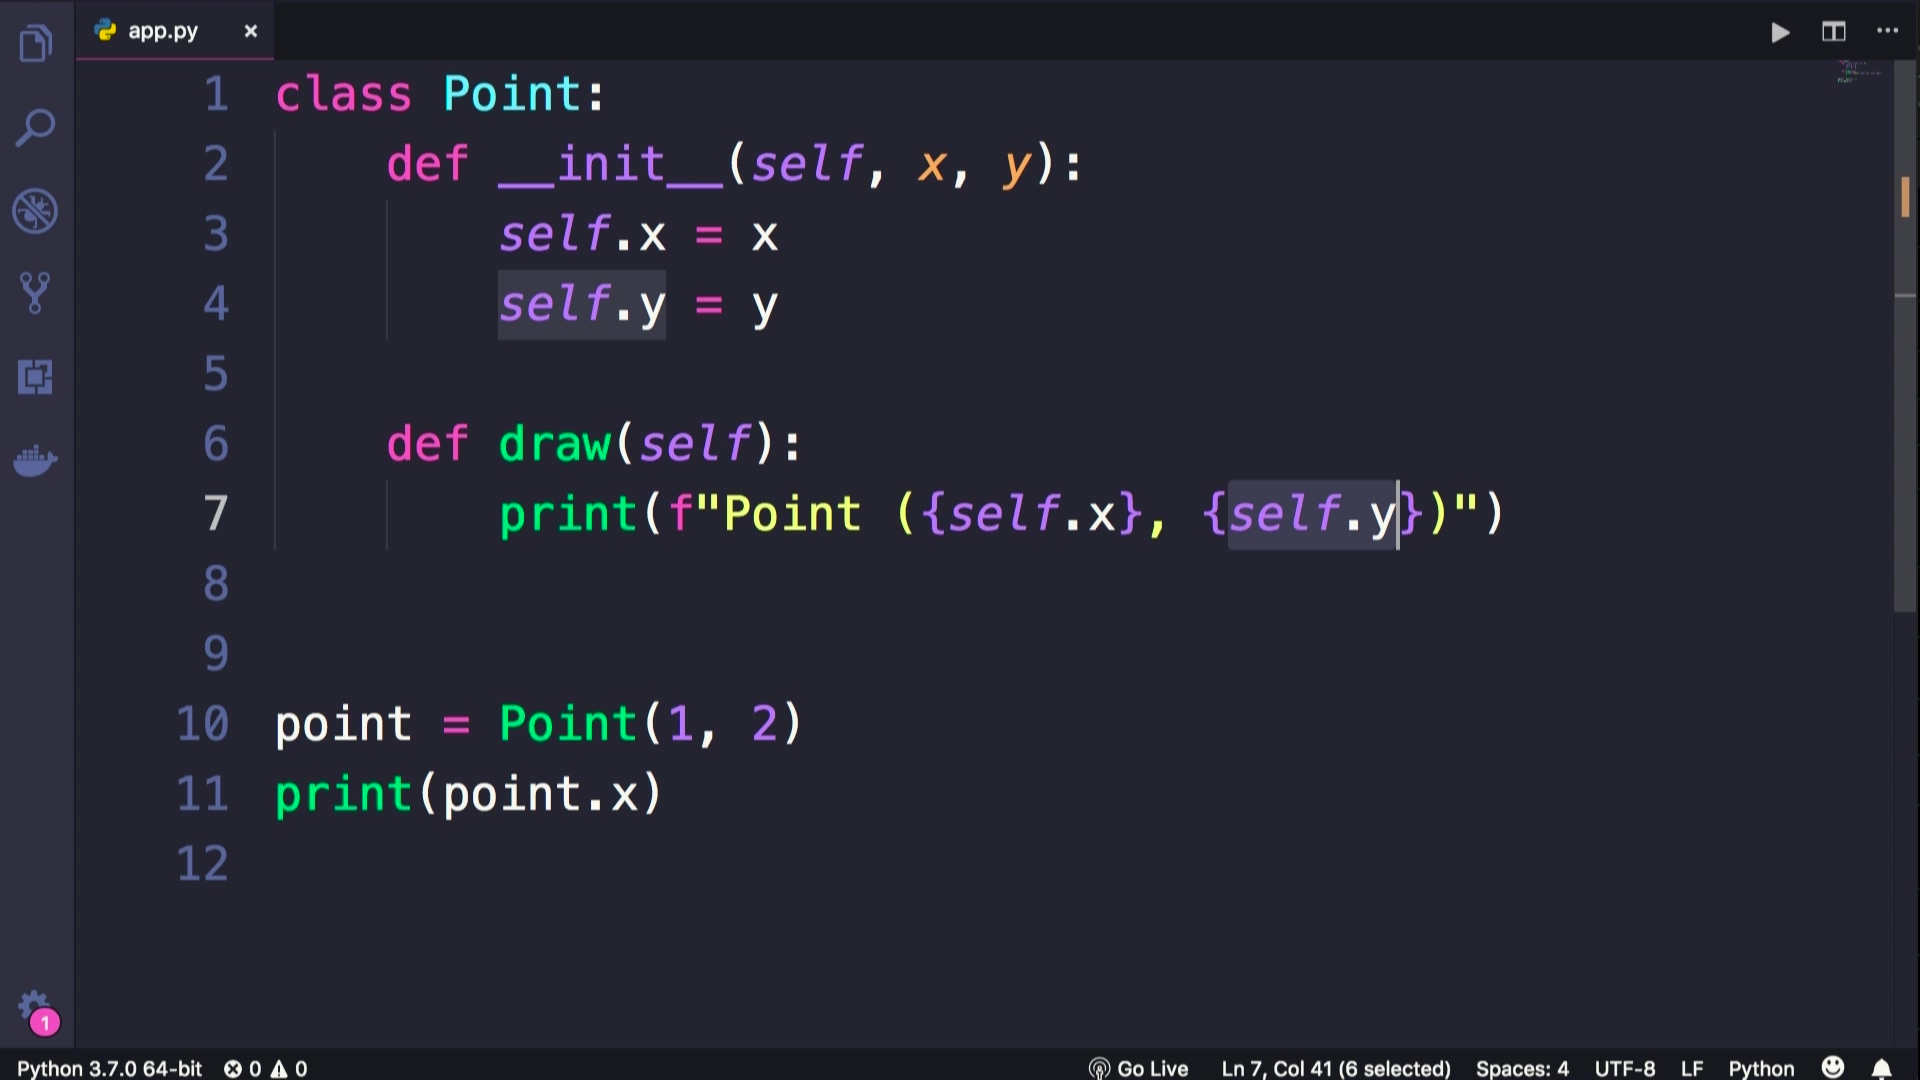 app.py
1 class Point:
2     def __init__(self, x, y):
3         self.x = x
4         self.y = y
5
6     def draw(self):
7         print(f"Point ({self.x}, {self.y})")
8
9
10 point = Point(1, 2)
11 print(point.x)
12
1
Python 3.7.0 64-bit 0 0 Go Live Ln 7, Col 41 (6 selected) Spaces: 4 UTF-8 LF Python